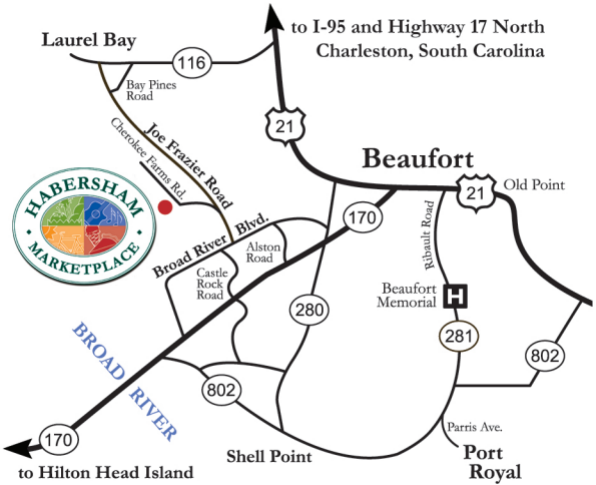 to I-95 and Highway 17 North
Charleston, South Carolina
Laurel Bay
116
Bay Pines
Road
21
Joe Frazier Road
Cherokee Farms Rd.
Beaufort
21
Old Point
HABERSHAM
• MARKETPLACE •
170
Ribault Road
Broad River Blvd.
Alston
Road
Castle
Rock
Road
Beaufort
Memorial
H
280
281
802
BROAD RIVER
802
170
Parris Ave.
Shell Point
Port
Royal
to Hilton Head Island